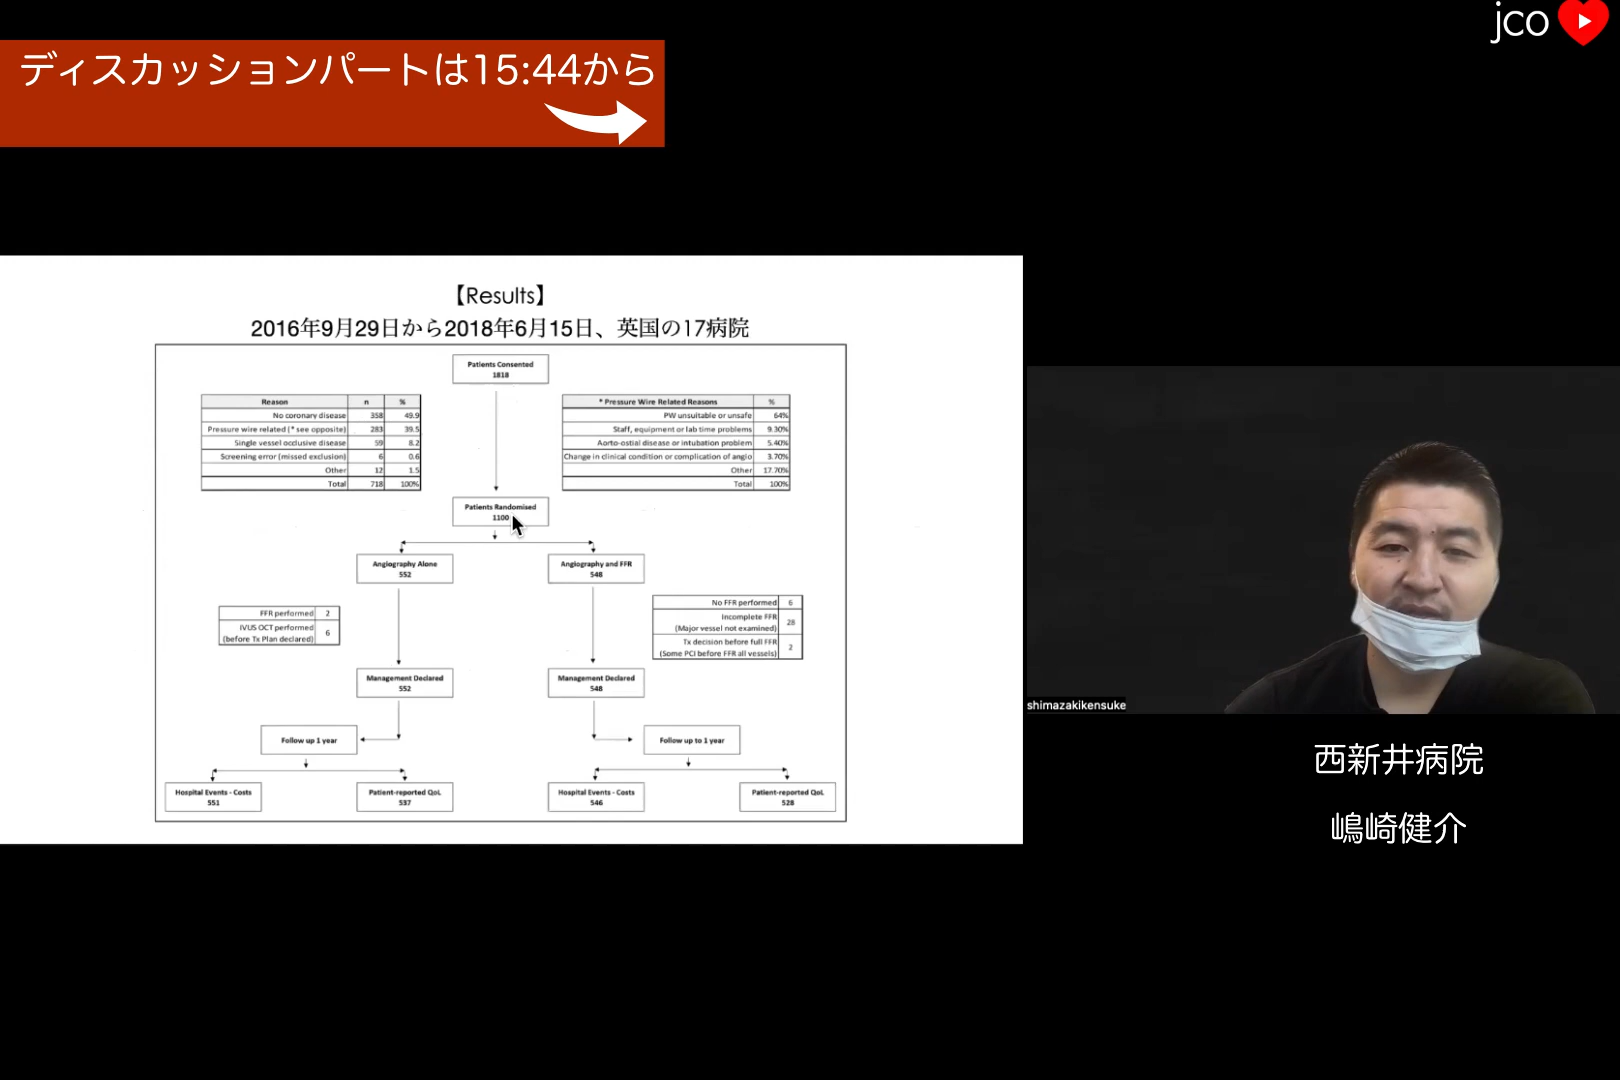 jco
ディスカッションパートは15:44から
【Results】
2016年9月29日から2018年6月15日、英国の17病院
Patients Consented
1818
Reason n %
No coronary disease 358 49.9
Pressure wire related (* see opposite) 283 39.5
Single vessel occlusive disease 59 8.2
Screening error (missed exclusion) 6 0.6
Other 12 1.5
Total 718 100%
* Pressure Wire Related Reasons %
PW unsuitable or unsafe 64%
Staff, equipment or lab time problems 9.30%
Aorto-ostial disease or intubation problem 5.40%
Change in clinical condition or complication of angio 3.70%
Other 17.70%
Total 100%
Patients Randomised
1100
Angiography Alone
552
Angiography and FFR
548
FFR performed 2
IVUS OCT performed
(before Tx Plan declared) 6
No FFR performed 6
Incomplete FFR
(Major vessel not examined) 28
Tx decision before full FFR
(Some PCI before FFR all vessels) 2
Management Declared
552
Management Declared
548
Follow up 1 year
Follow up to 1 year
Hospital Events - Costs
551
Patient-reported QoL
537
Hospital Events - Costs
546
Patient-reported QoL
528
shimazakikensuke
西新井病院
嶋崎健介